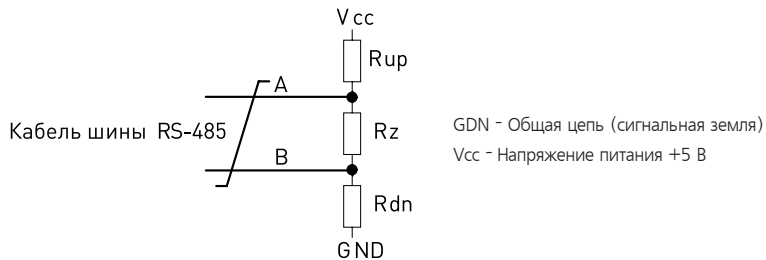 Vcc
Rup
A
Кабель шины RS-485
Rz
B
Rdn
GND
GDN - Общая цепь (сигнальная земля)
Vcc - Напряжение питания +5 В